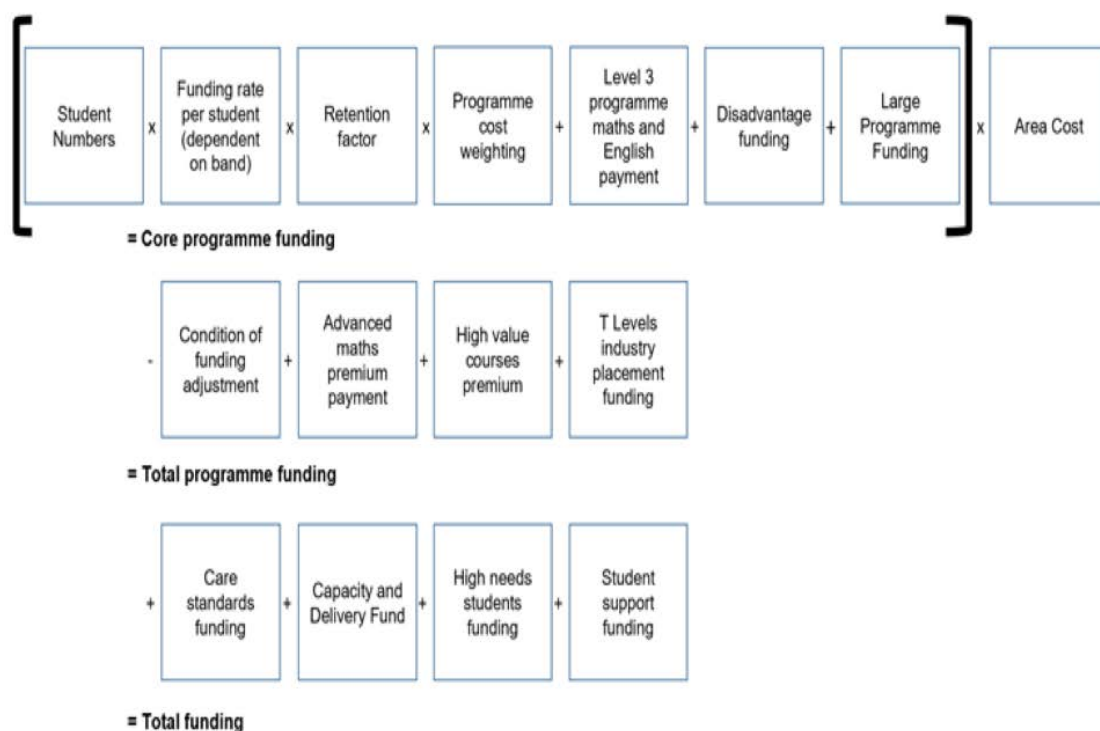 Student Numbers x Funding rate per student (dependent on band) x Retention factor x Programme cost weighting + Level 3 programme maths and English payment + Disadvantage funding + Large Programme Funding x Area Cost
= Core programme funding
- Condition of funding adjustment + Advanced maths premium payment + High value courses premium + T Levels industry placement funding
= Total programme funding
+ Care standards funding + Capacity and Delivery Fund + High needs students funding + Student support funding
= Total funding